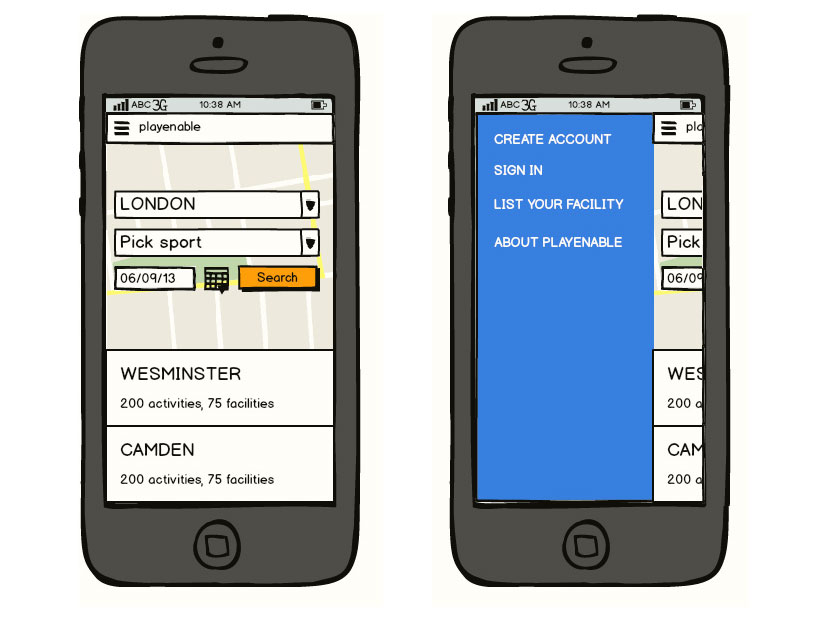 ABC 3G 10:38 AM
playenable
LONDON
Pick sport
06/09/13 Search
WESMINSTER
200 activities, 75 facilities
CAMDEN
200 activities, 75 facilities
ABC 3G 10:38 AM
CREATE ACCOUNT
SIGN IN
LIST YOUR FACILITY
ABOUT PLAYENABLE
pla
LON
Pick
06/09
WES
200 a
CAM
200 a